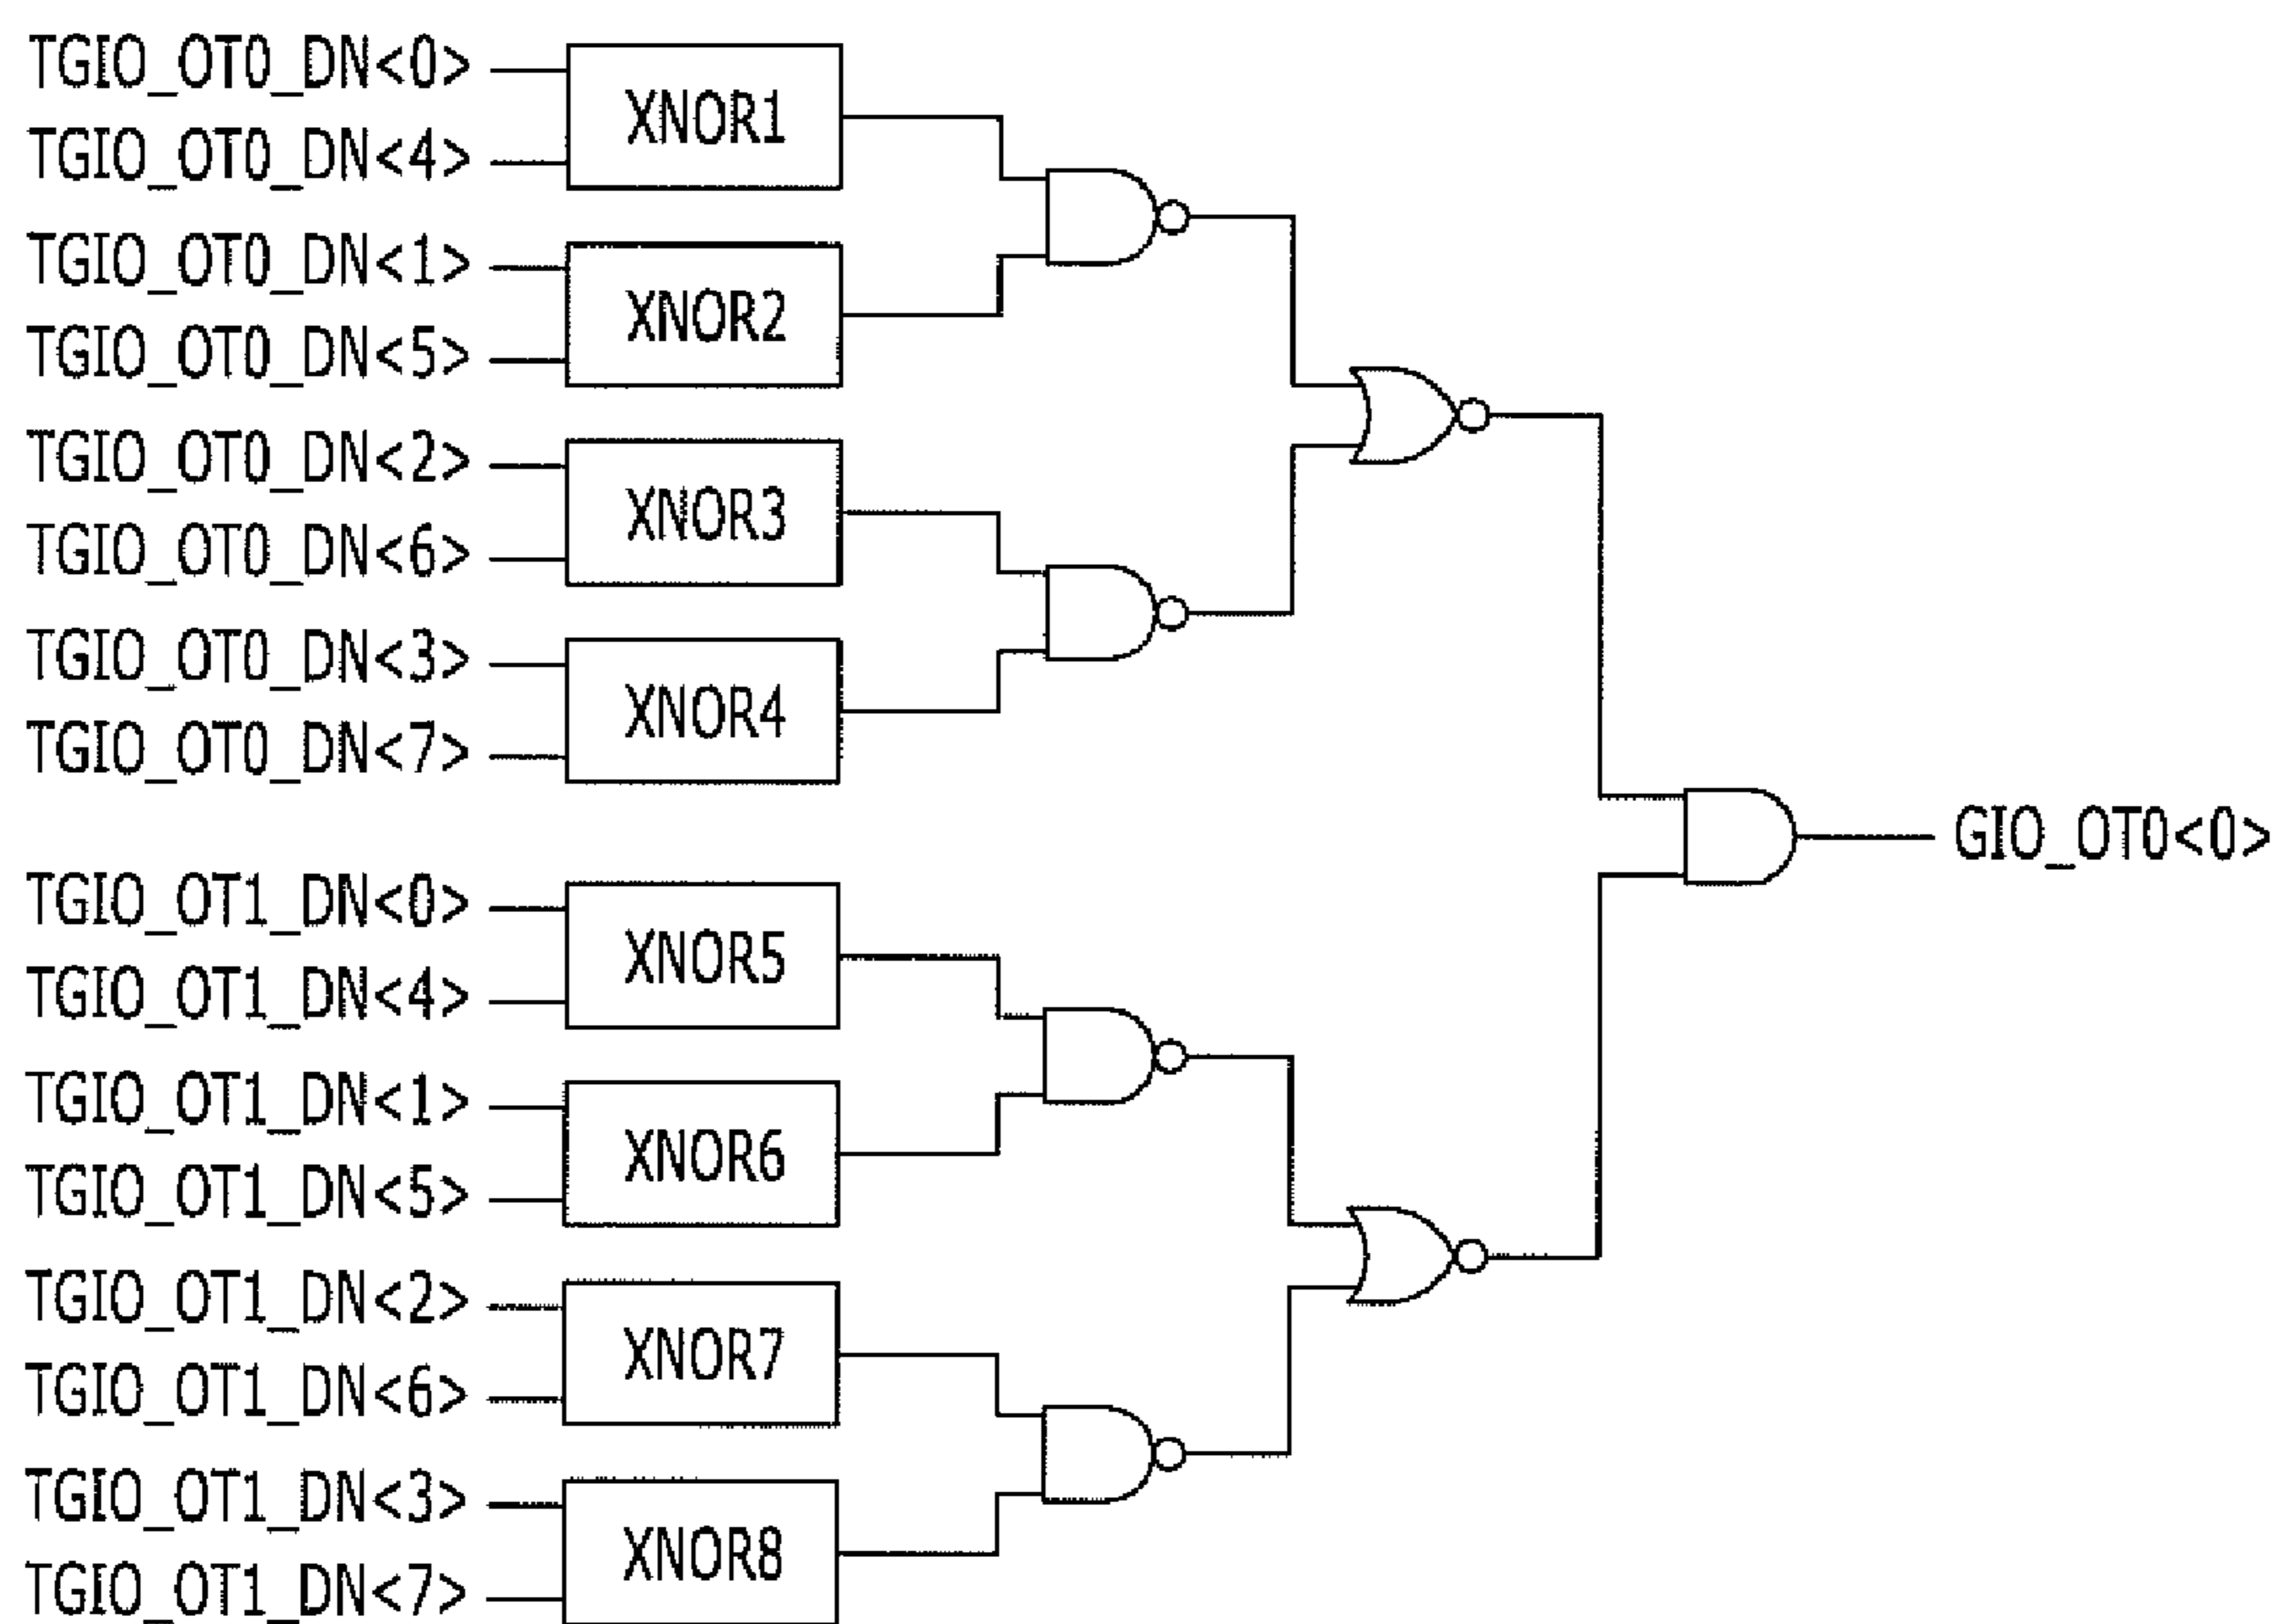 TGIO_OT0_DN<0>
XNOR1
TGIO_OT0_DN<4>
TGIO_OT0_DN<1>
XNOR2
TGIO_OT0_DN<5>
TGIO_OT0_DN<2>
XNOR3
TGIO_OT0_DN<6>
TGIO_OT0_DN<3>
XNOR4
TGIO_OT0_DN<7>
GIO_OT0<0>
TGIO_OT1_DN<0>
XNOR5
TGIO_OT1_DN<4>
TGIO_OT1_DN<1>
XNOR6
TGIO_OT1_DN<5>
TGIO_OT1_DN<2>
XNOR7
TGIO_OT1_DN<6>
TGIO_OT1_DN<3>
XNOR8
TGIO_OT1_DN<7>